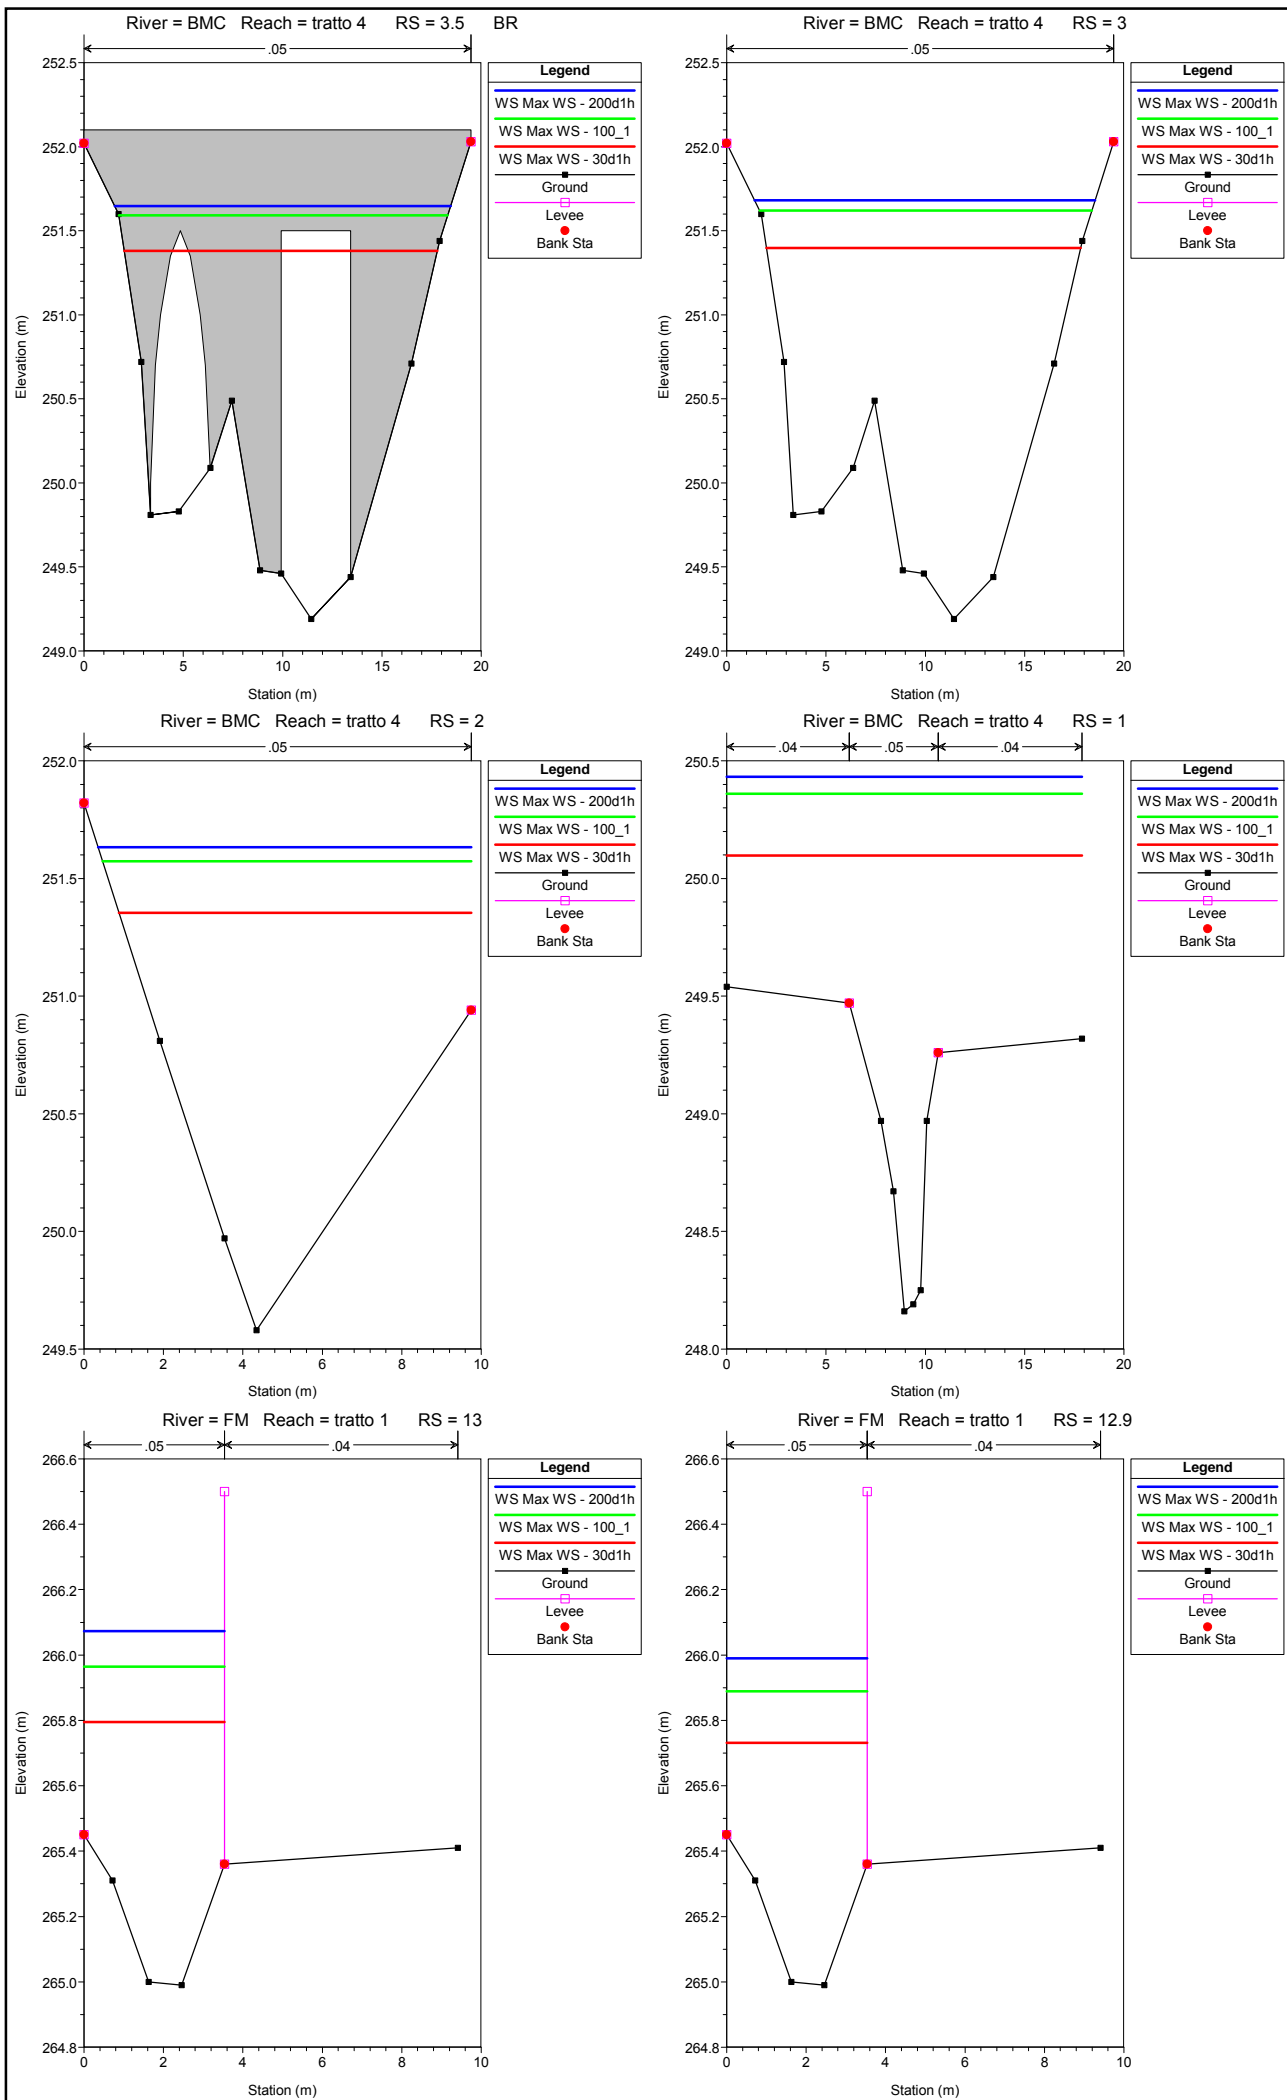 River = BMC Reach = tratto 4 RS = 3.5 BR
.05
252.5
252.0
251.5
251.0
250.5
250.0
249.5
249.0
Elevation (m)
0 5 10 15 20
Station (m)
Legend
WS Max WS - 200d1h
WS Max WS - 100_1
WS Max WS - 30d1h
Ground
Levee
Bank Sta
River = BMC Reach = tratto 4 RS = 3
.05
252.5
252.0
251.5
251.0
250.5
250.0
249.5
249.0
Elevation (m)
0 5 10 15 20
Station (m)
Legend
WS Max WS - 200d1h
WS Max WS - 100_1
WS Max WS - 30d1h
Ground
Levee
Bank Sta
River = BMC Reach = tratto 4 RS = 2
.05
252.0
251.5
251.0
250.5
250.0
249.5
Elevation (m)
0 2 4 6 8 10
Station (m)
Legend
WS Max WS - 200d1h
WS Max WS - 100_1
WS Max WS - 30d1h
Ground
Levee
Bank Sta
River = BMC Reach = tratto 4 RS = 1
.04 .05 .04
250.5
250.0
249.5
249.0
248.5
248.0
Elevation (m)
0 5 10 15 20
Station (m)
Legend
WS Max WS - 200d1h
WS Max WS - 100_1
WS Max WS - 30d1h
Ground
Levee
Bank Sta
River = FM Reach = tratto 1 RS = 13
.05 .04
266.6
266.4
266.2
266.0
265.8
265.6
265.4
265.2
265.0
264.8
Elevation (m)
0 2 4 6 8 10
Station (m)
Legend
WS Max WS - 200d1h
WS Max WS - 100_1
WS Max WS - 30d1h
Ground
Levee
Bank Sta
River = FM Reach = tratto 1 RS = 12.9
.05 .04
266.6
266.4
266.2
266.0
265.8
265.6
265.4
265.2
265.0
264.8
Elevation (m)
0 2 4 6 8 10
Station (m)
Legend
WS Max WS - 200d1h
WS Max WS - 100_1
WS Max WS - 30d1h
Ground
Levee
Bank Sta